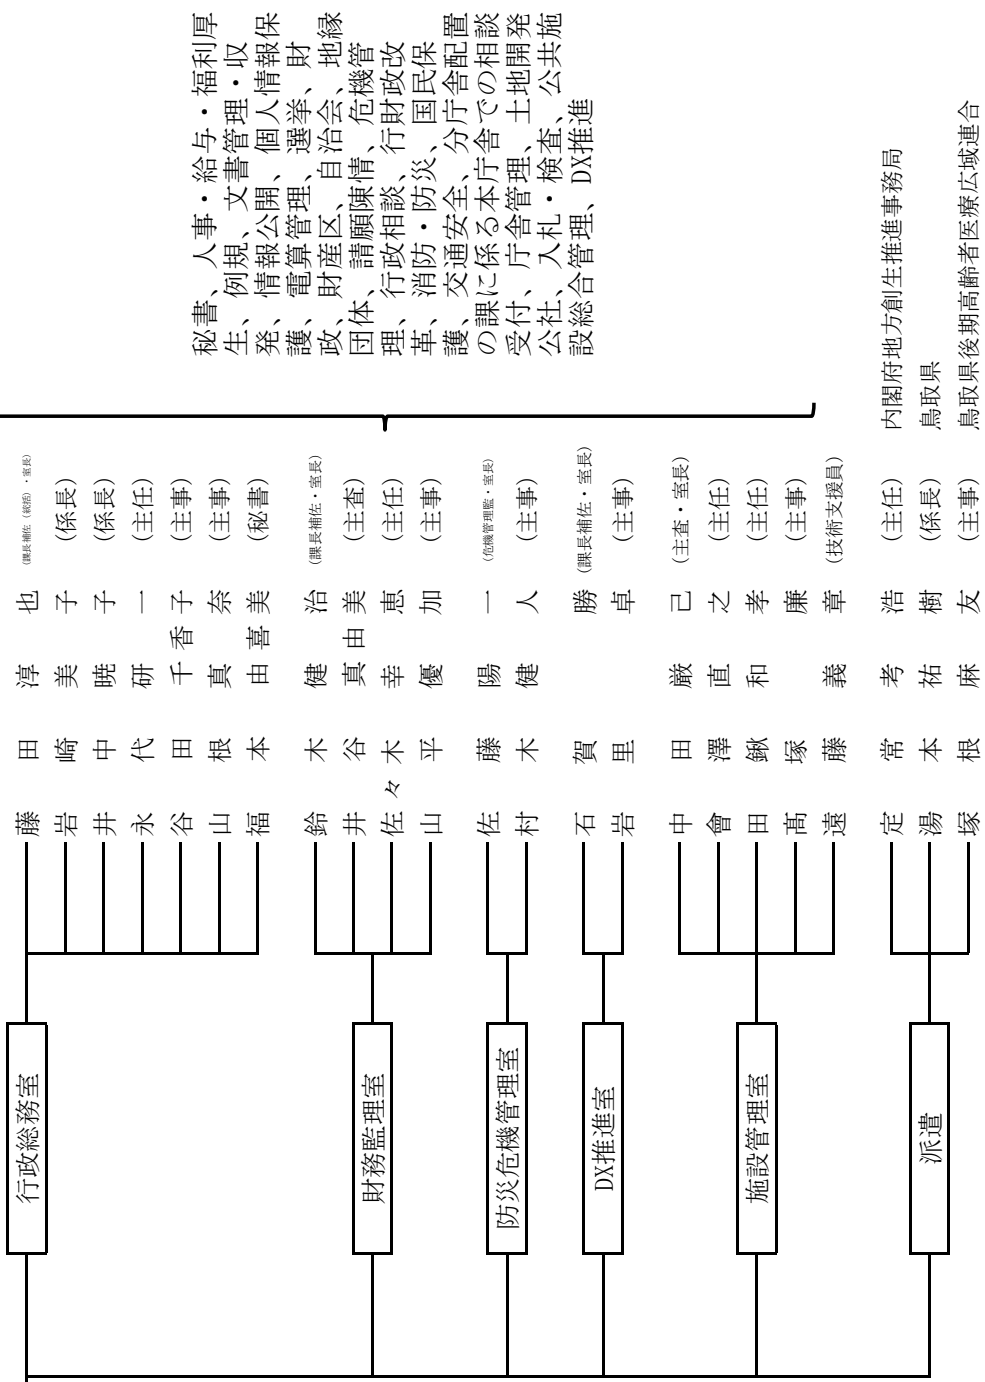 行政総務室
藤田 淳也 (課長補佐（統括）・室長)
岩崎 美子 (係長)
井中 暁子 (係長)
永代 研一 (主任)
谷田 千香子 (主事)
山根 真奈 (主事)
福本 由喜美 (秘書)
財務監理室
鈴木 健治 (課長補佐・室長)
井谷 真由美 (主査)
佐々木 幸恵 (主任)
山平 優加 (主事)
防災危機管理室
佐藤 陽一 (危機管理監・室長)
村木 健人 (主事)
DX推進室
石賀 勝 (課長補佐・室長)
岩里 卓 (主事)
施設管理室
中田 厳己 (主査・室長)
會澤 直之 (主任)
田鍬 和孝 (主任)
髙塚 廉 (主事)
遠藤 義章 (技術支援員)
派遣
定常 考浩 (主任) 内閣府地方創生推進事務局
湯本 祐樹 (係長) 鳥取県
塚根 麻友 (主事) 鳥取県後期高齢者医療広域連合
秘書、人事・給与・福利厚
生、例規、文書管理・収
発、情報公開、個人情報保
護、電算管理、選挙、財
政、財産区、自治会、地縁
団体、請願陳情、危機管
理、行政相談、行財政改
革、消防・防災、国民保
護、交通安全、分庁舎配置
の課に係る本庁舎での相談
受付、庁舎管理、土地開発
公社、入札・検査、公共施
設総合管理、DX推進